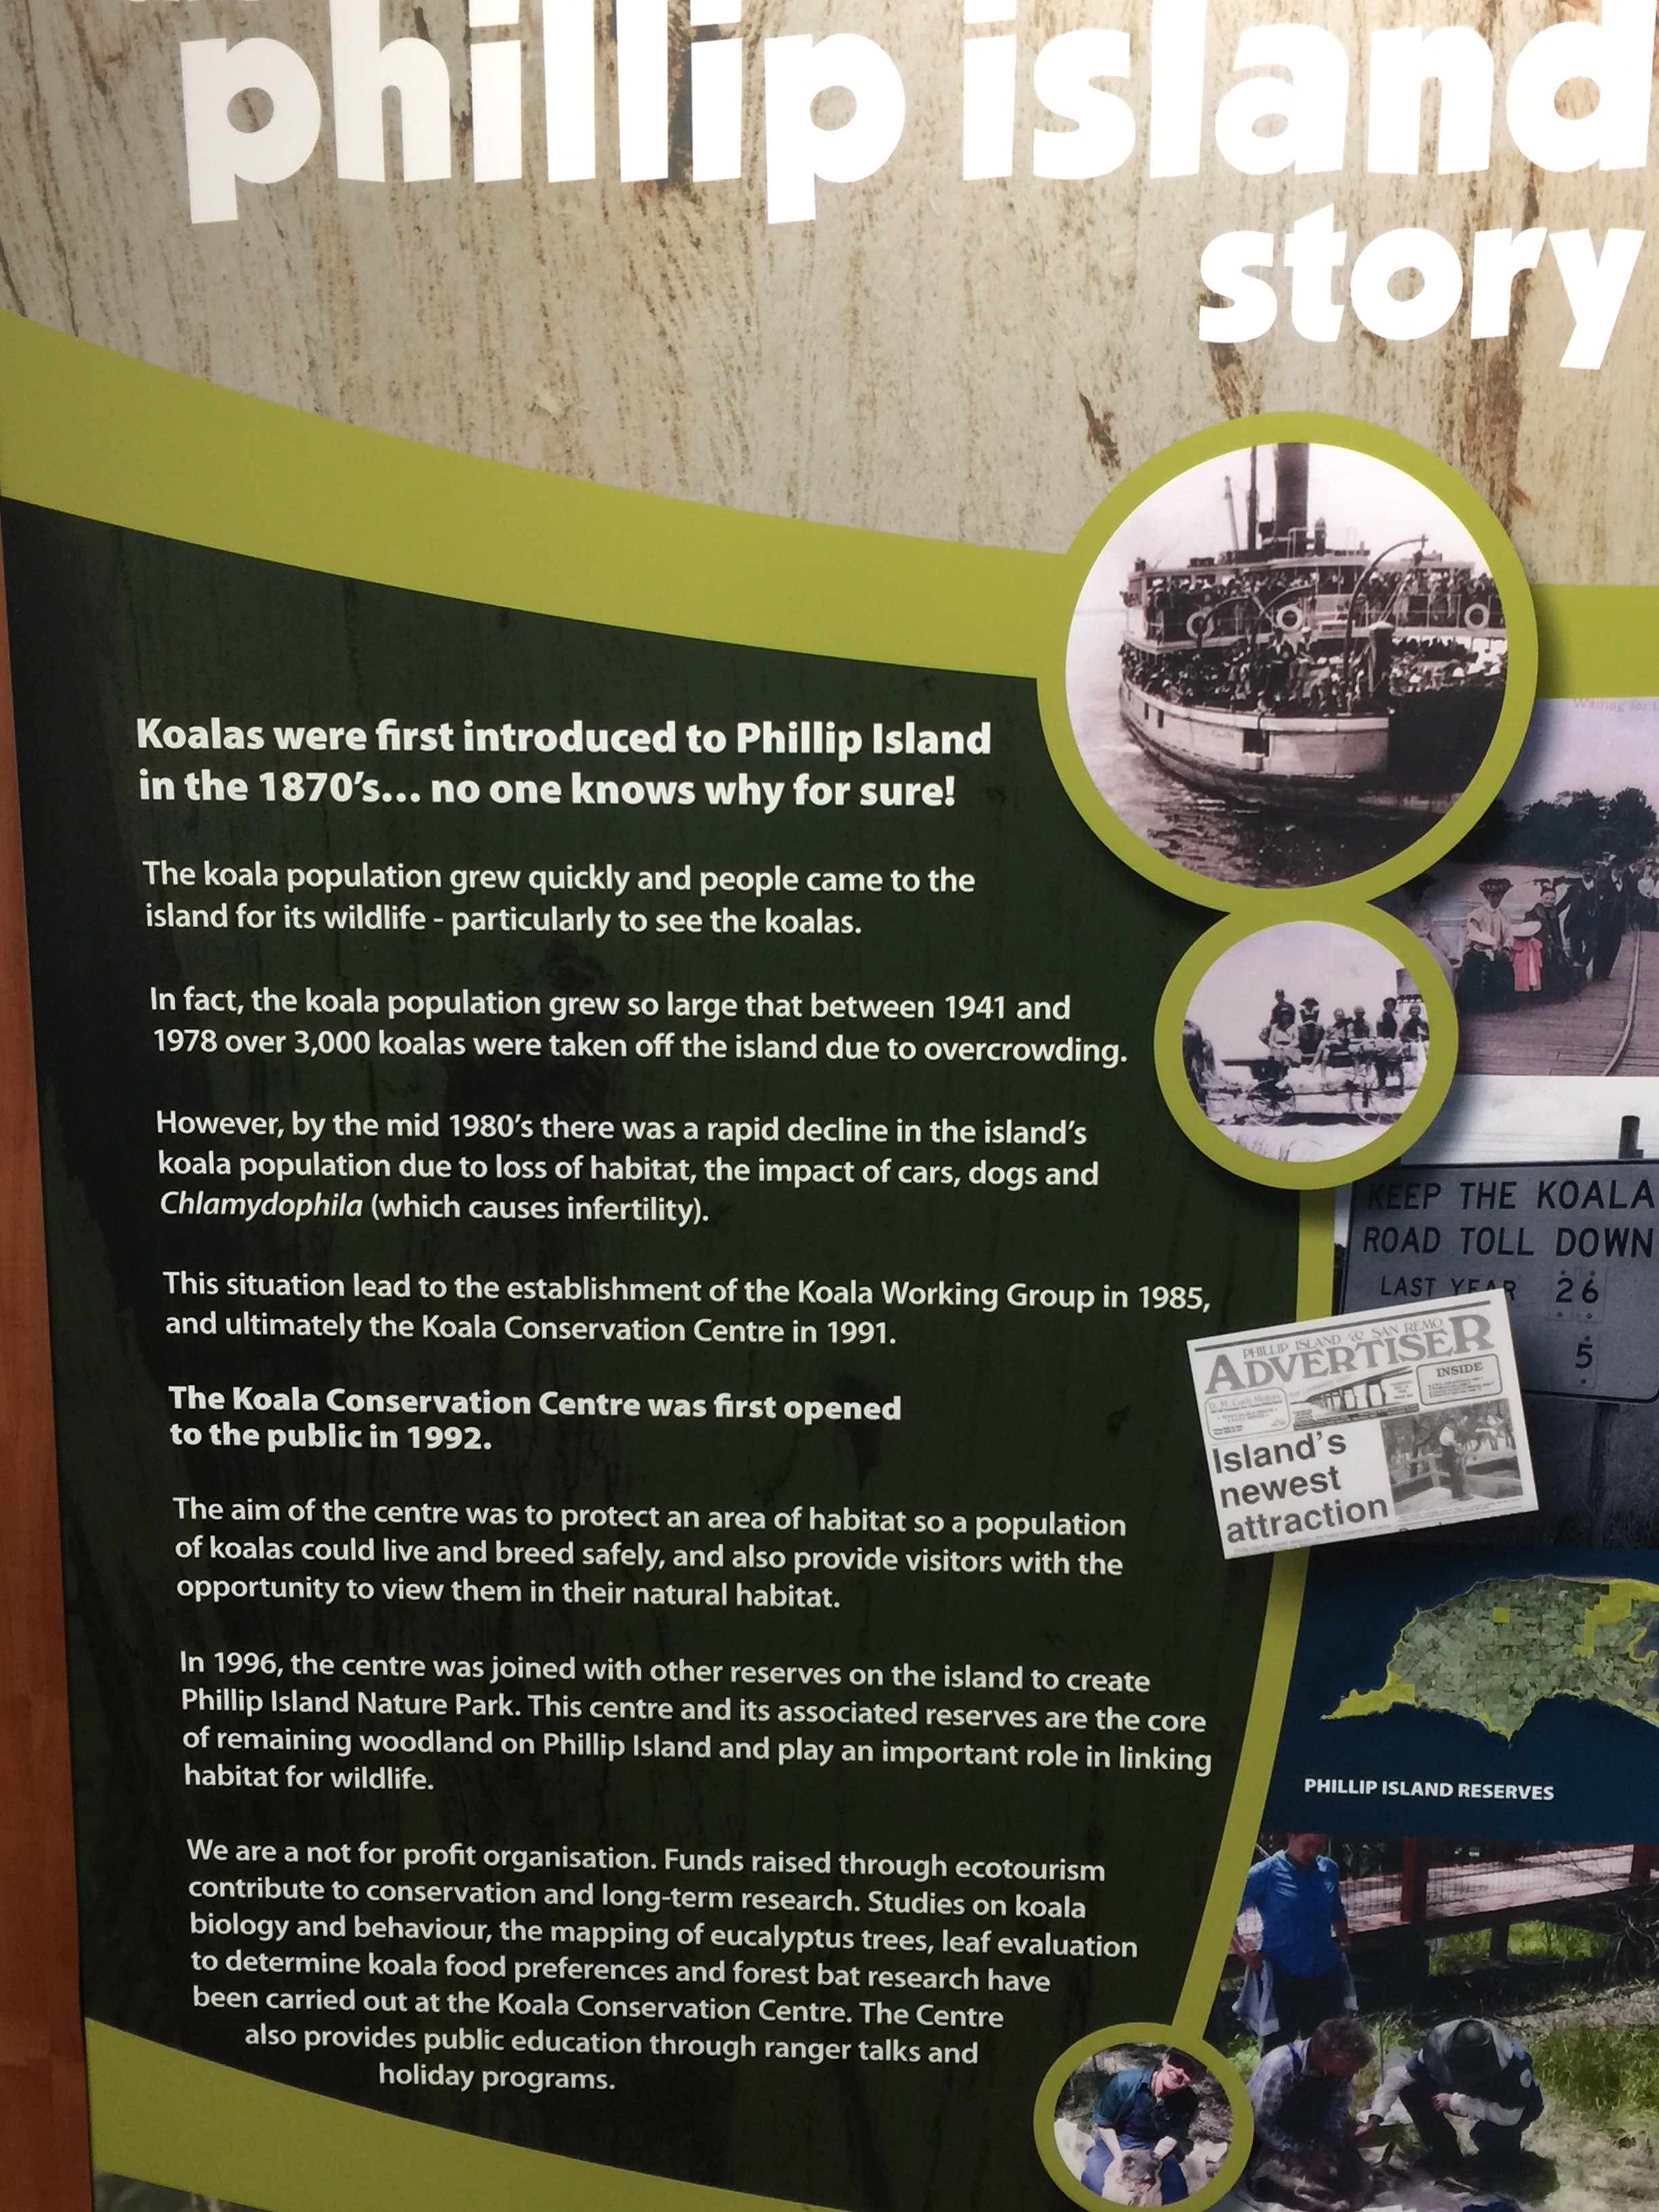 phillip island
story
Koalas were first introduced to Phillip Island
in the 1870's... no one knows why for sure!
The koala population grew quickly and people came to the
island for its wildlife - particularly to see the koalas.
In fact, the koala population grew so large that between 1941 and
1978 over 3,000 koalas were taken off the island due to overcrowding.
However, by the mid 1980's there was a rapid decline in the island's
koala population due to loss of habitat, the impact of cars, dogs and
Chlamydophila (which causes infertility).
This situation lead to the establishment of the Koala Working Group in 1985,
and ultimately the Koala Conservation Centre in 1991.
The Koala Conservation Centre was first opened
to the public in 1992.
The aim of the centre was to protect an area of habitat so a population
of koalas could live and breed safely, and also provide visitors with the
opportunity to view them in their natural habitat.
In 1996, the centre was joined with other reserves on the island to create
Phillip Island Nature Park. This centre and its associated reserves are the core
of remaining woodland on Phillip Island and play an important role in linking
habitat for wildlife.
We are a not for profit organisation. Funds raised through ecotourism
contribute to conservation and long-term research. Studies on koala
biology and behaviour, the mapping of eucalyptus trees, leaf evaluation
to determine koala food preferences and forest bat research have
been carried out at the Koala Conservation Centre. The Centre
also provides public education through ranger talks and
holiday programs.
Waiting for
KEEP THE KOALA
ROAD TOLL DOWN
LAST YEAR 26
5
PHILLIP ISLAND & SAN REMO
ADVERTISER
INSIDE
Island's
newest
attraction
PHILLIP ISLAND RESERVES